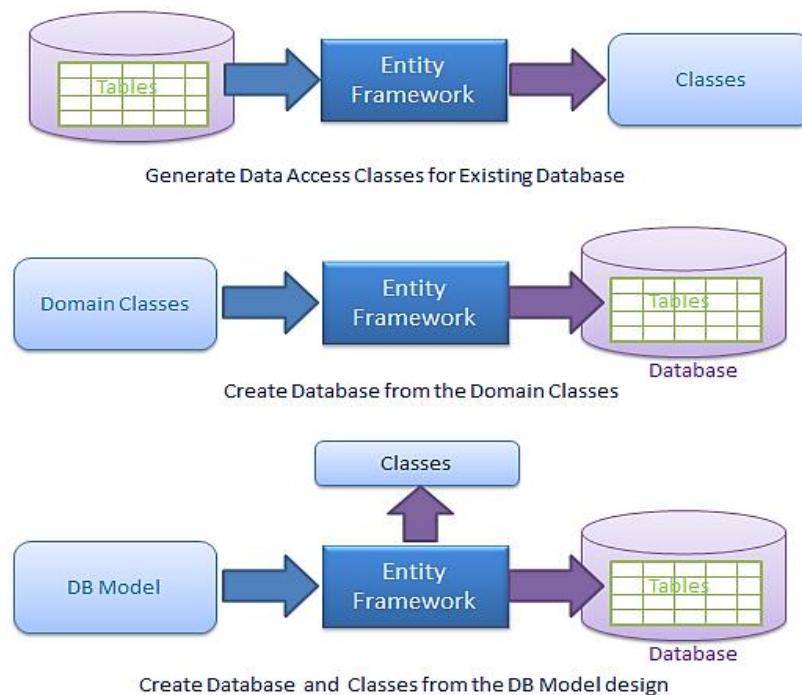 Tables
Entity
Framework
Classes
Generate Data Access Classes for Existing Database
Domain Classes
Entity
Framework
Tables
Database
Create Database from the Domain Classes
Classes
DB Model
Entity
Framework
Tables
Database
Create Database and Classes from the DB Model design